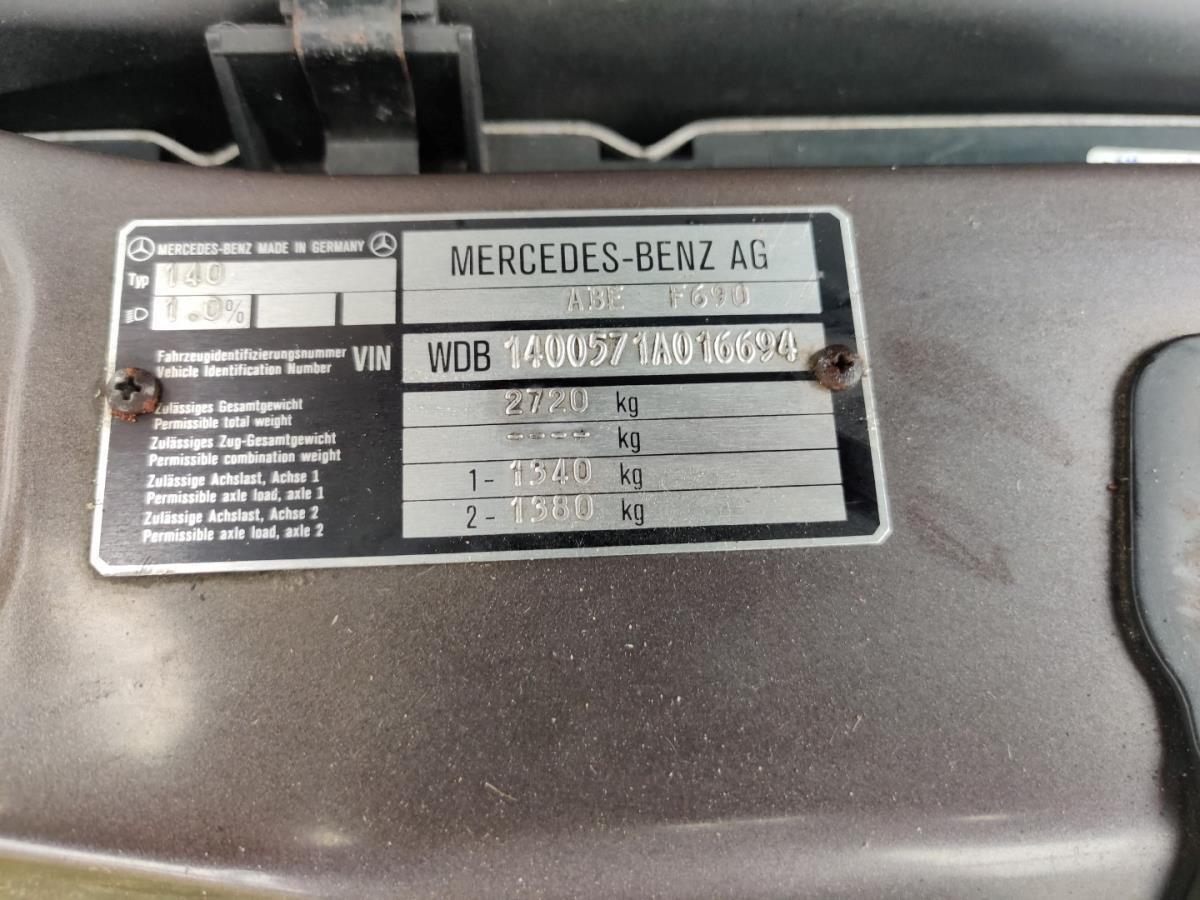 MERCEDES-BENZ MADE IN GERMANY
Typ 140
1.0%
MERCEDES-BENZ AG
ABE F690
Fahrzeugidentifizierungsnummer
Vehicle Identification Number
VIN
WDB 1400571A016694
Zulässiges Gesamtgewicht
Permissible total weight
2720 kg
Zulässiges Zug-Gesamtgewicht
Permissible combination weight
---- kg
Zulässige Achslast, Achse 1
Permissible axle load, axle 1
1- 1340 kg
Zulässige Achslast, Achse 2
Permissible axle load, axle 2
2- 1380 kg